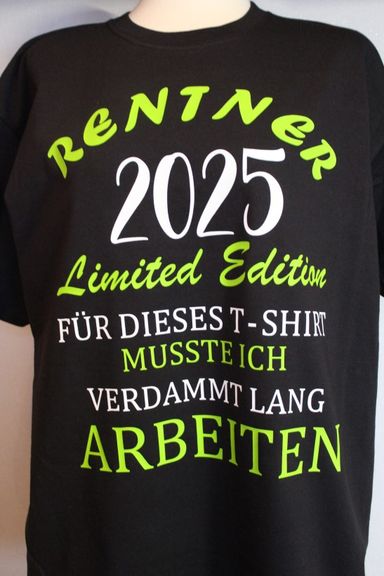 RENTNER
2025
Limited Edition
FÜR DIESES T-SHIRT
MUSSTE ICH
VERDAMMT LANG
ARBEITEN